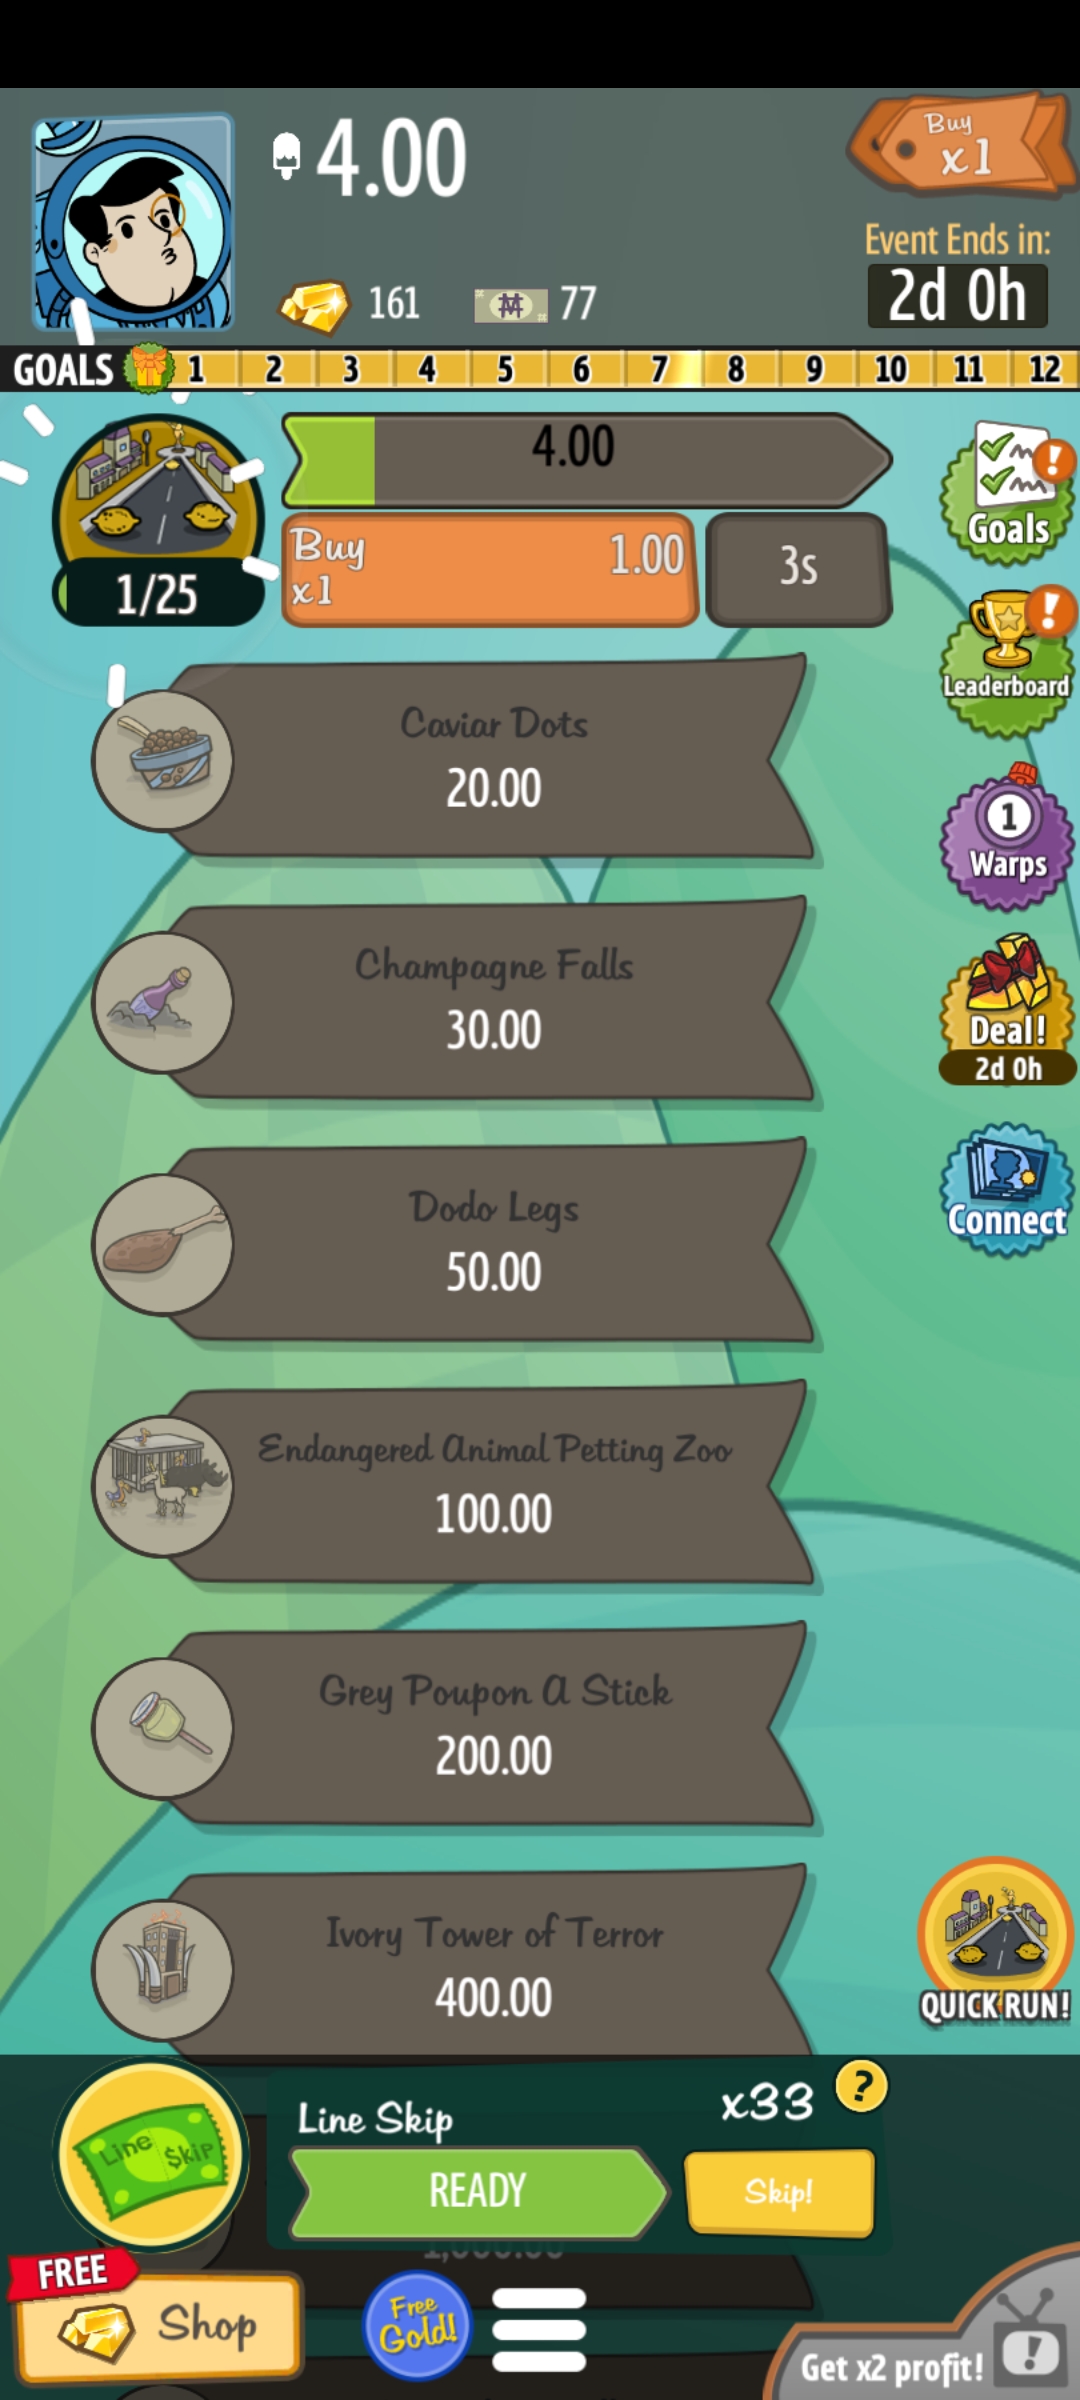 4.00
Buy
x1
Event Ends in:
2d 0h
161
77
GOALS 1 2 3 4 5 6 7 8 9 10 11 12
4.00
Buy
x1
1.00
3s
1/25
Goals
Leaderboard
1
Warps
Deal!
2d 0h
Connect
Caviar Dots
20.00
Champagne Falls
30.00
Dodo Legs
50.00
Endangered Animal Petting Zoo
100.00
Grey Poupon A Stick
200.00
Ivory Tower of Terror
400.00
QUICK RUN!
Line $kip
Line Skip
x33
?
READY
Skip!
1,000.00
FREE
Shop
Free
Gold!
Get x2 profit!